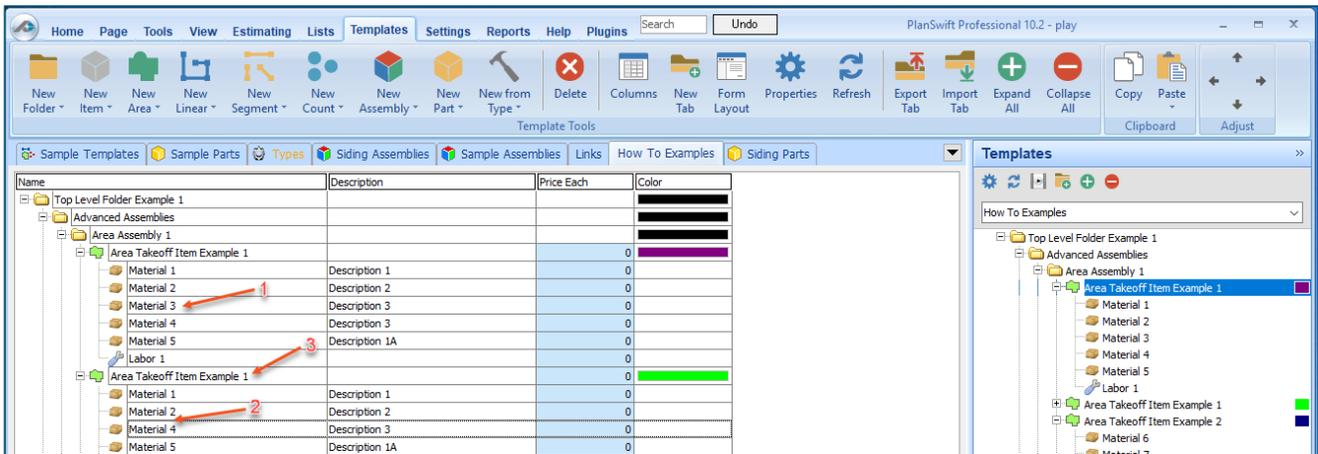 Home Page Tools View Estimating Lists Templates Settings Reports Help Plugins Search Undo PlanSwift Professional 10.2 - play
New Folder New Item New Area New Linear New Segment New Count New Assembly New Part New from Type Delete Columns New Tab Form Layout Properties Refresh Export Tab Import Tab Expand All Collapse All Copy Paste
Template Tools Clipboard Adjust
Sample Templates Sample Parts Types Siding Assemblies Sample Assemblies Links How To Examples Siding Parts
Name Description Price Each Color
Top Level Folder Example 1
Advanced Assemblies
Area Assembly 1
Area Takeoff Item Example 1 0
Material 1 Description 1 0
Material 2 Description 2 0
1
Material 3 Description 3 0
Material 4 Description 3 0
Material 5 Description 1A 0
3
Labor 1 0
Area Takeoff Item Example 1 0
Material 1 Description 1 0
Material 2 Description 2 0
2
Material 4 Description 3 0
Material 5 Description 1A 0
Templates »
How To Examples
Top Level Folder Example 1
Advanced Assemblies
Area Assembly 1
Area Takeoff Item Example 1
Material 1
Material 2
Material 3
Material 4
Material 5
Labor 1
Area Takeoff Item Example 1
Area Takeoff Item Example 2
Material 6
Material 7